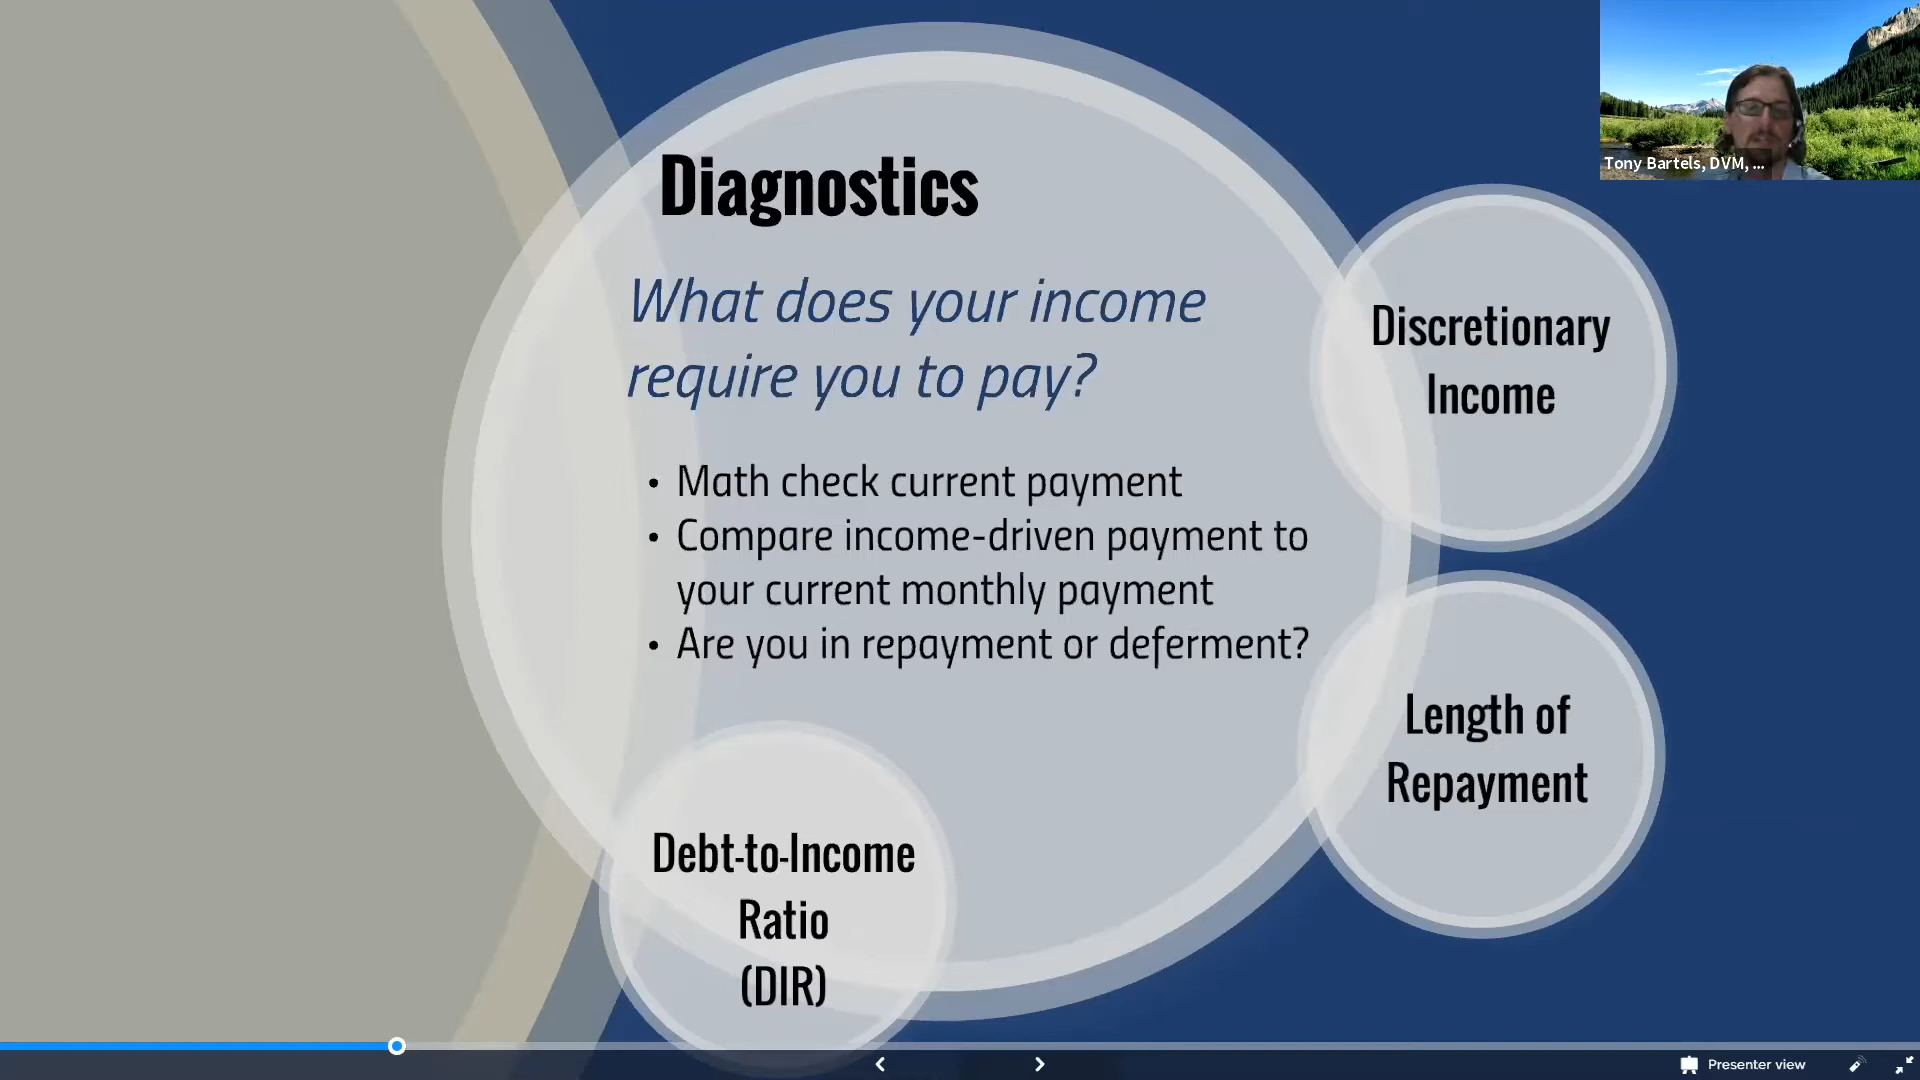 Diagnostics
What does your income
require you to pay?
• Math check current payment
• Compare income-driven payment to
your current monthly payment
• Are you in repayment or deferment?
Discretionary
Income
Length of
Repayment
Debt-to-Income
Ratio
(DIR)
Tony Bartels, DVM, ...
Presenter view